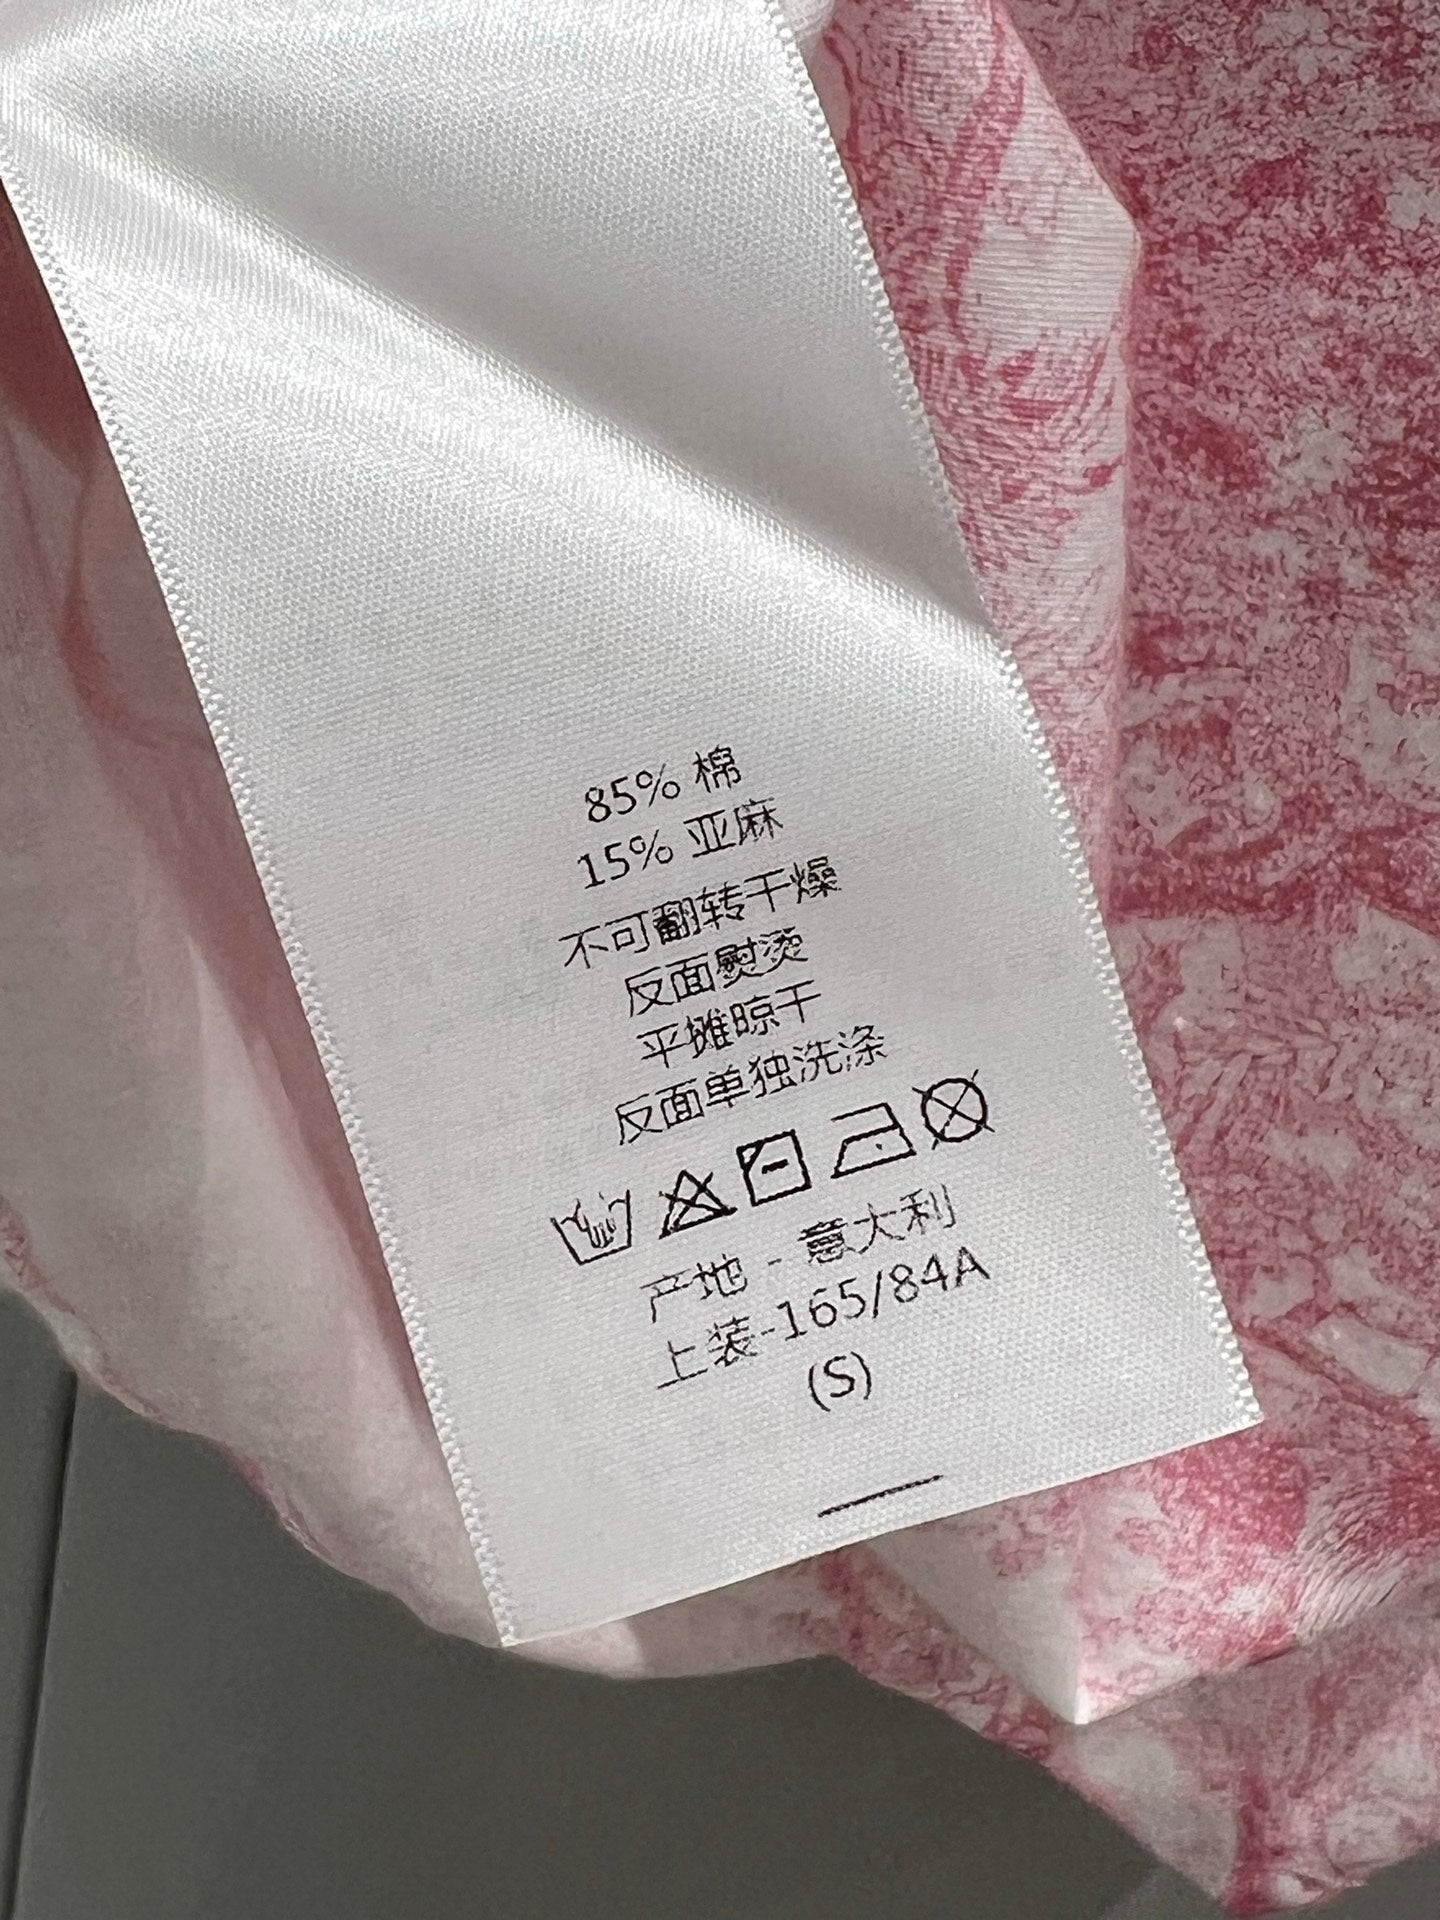 85% 棉
15% 亚麻
不可翻转干燥
反面熨烫
平摊晾干
反面单独洗涤
产地 - 意大利
上装-165/84A
(S)